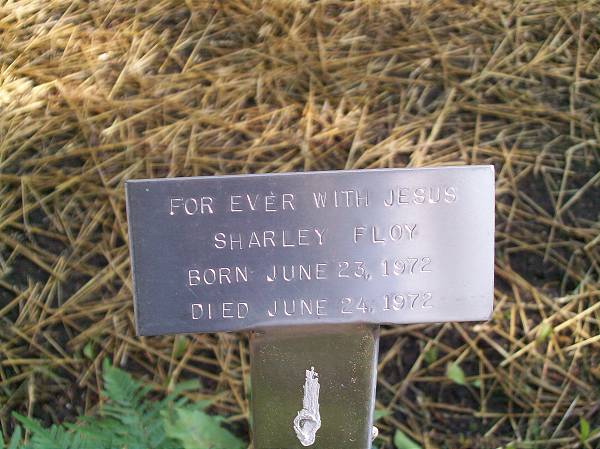 FOR EVER WITH JESUS
SHARLEY FLOY
BORN JUNE 23, 1972
DIED JUNE 24, 1972